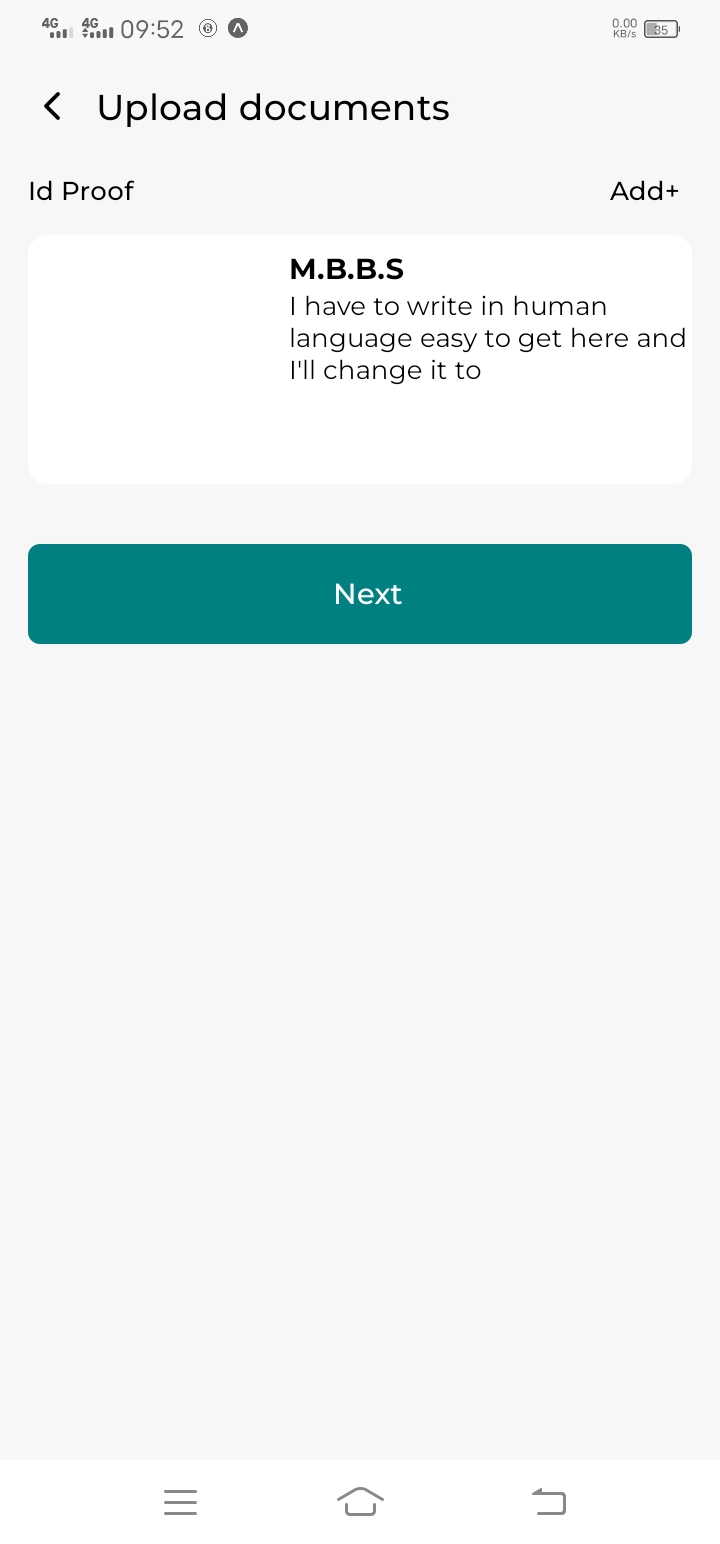 4G 4G 09:52 0.00 KB/s 35
Upload documents
Id Proof Add+
M.B.B.S
I have to write in human
language easy to get here and
I'll change it to
Next